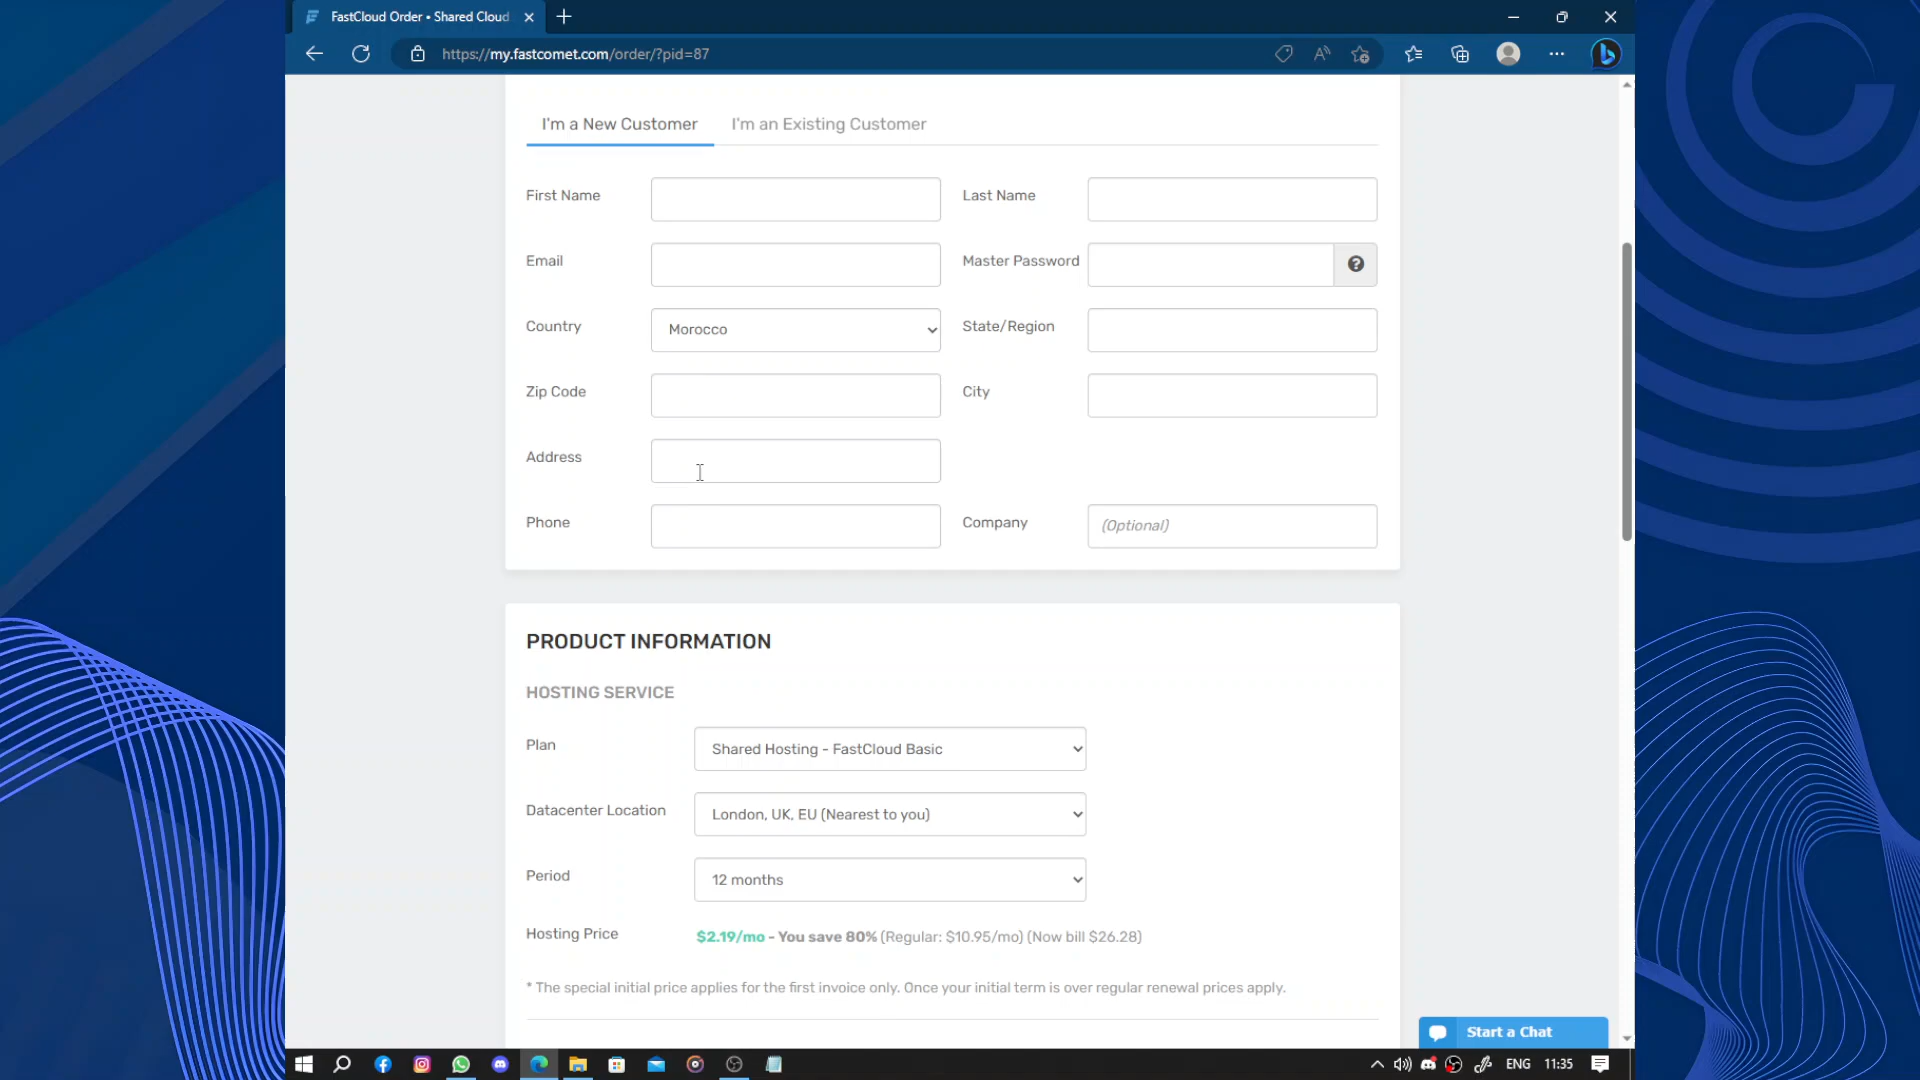 FastCloud Order • Shared Cloud
https://my.fastcomet.com/order/?pid=87
I'm a New Customer I'm an Existing Customer
First Name Last Name
Email Master Password
Country Morocco State/Region
Zip Code City
Address
Phone Company (Optional)
PRODUCT INFORMATION
HOSTING SERVICE
Plan Shared Hosting - FastCloud Basic
Datacenter Location London, UK, EU (Nearest to you)
Period 12 months
Hosting Price $2.19/mo - You save 80% (Regular: $10.95/mo) (Now bill $26.28)
* The special initial price applies for the first invoice only. Once your initial term is over regular renewal prices apply.
Start a Chat
ENG 11:35